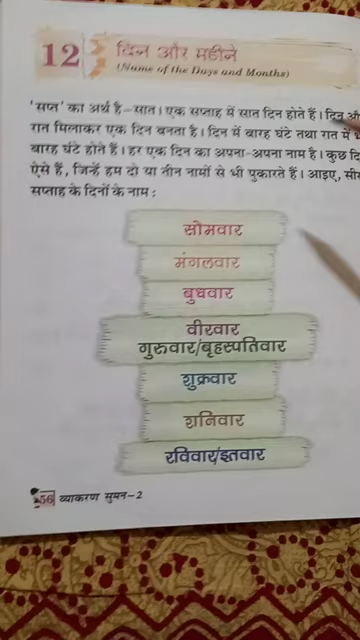 12 दिन और महीने
(Name of the Days and Months)
'सप्त' का अर्थ है–सात। एक सप्ताह में सात दिन होते हैं। दिन
रात मिलाकर एक दिन बनता है। दिन में बारह घंटे तथा रात में
बारह घंटे होते हैं। हर एक दिन का अपना-अपना नाम है। कुछ
ऐसे हैं, जिन्हें हम दो या तीन नामों से भी पुकारते हैं। आइए,
सप्ताह के दिनों के नाम :
सोमवार
मंगलवार
बुधवार
वीरवार
गुरुवार/बृहस्पतिवार
शुक्रवार
शनिवार
रविवार/इतवार
56 व्याकरण सुमन–2